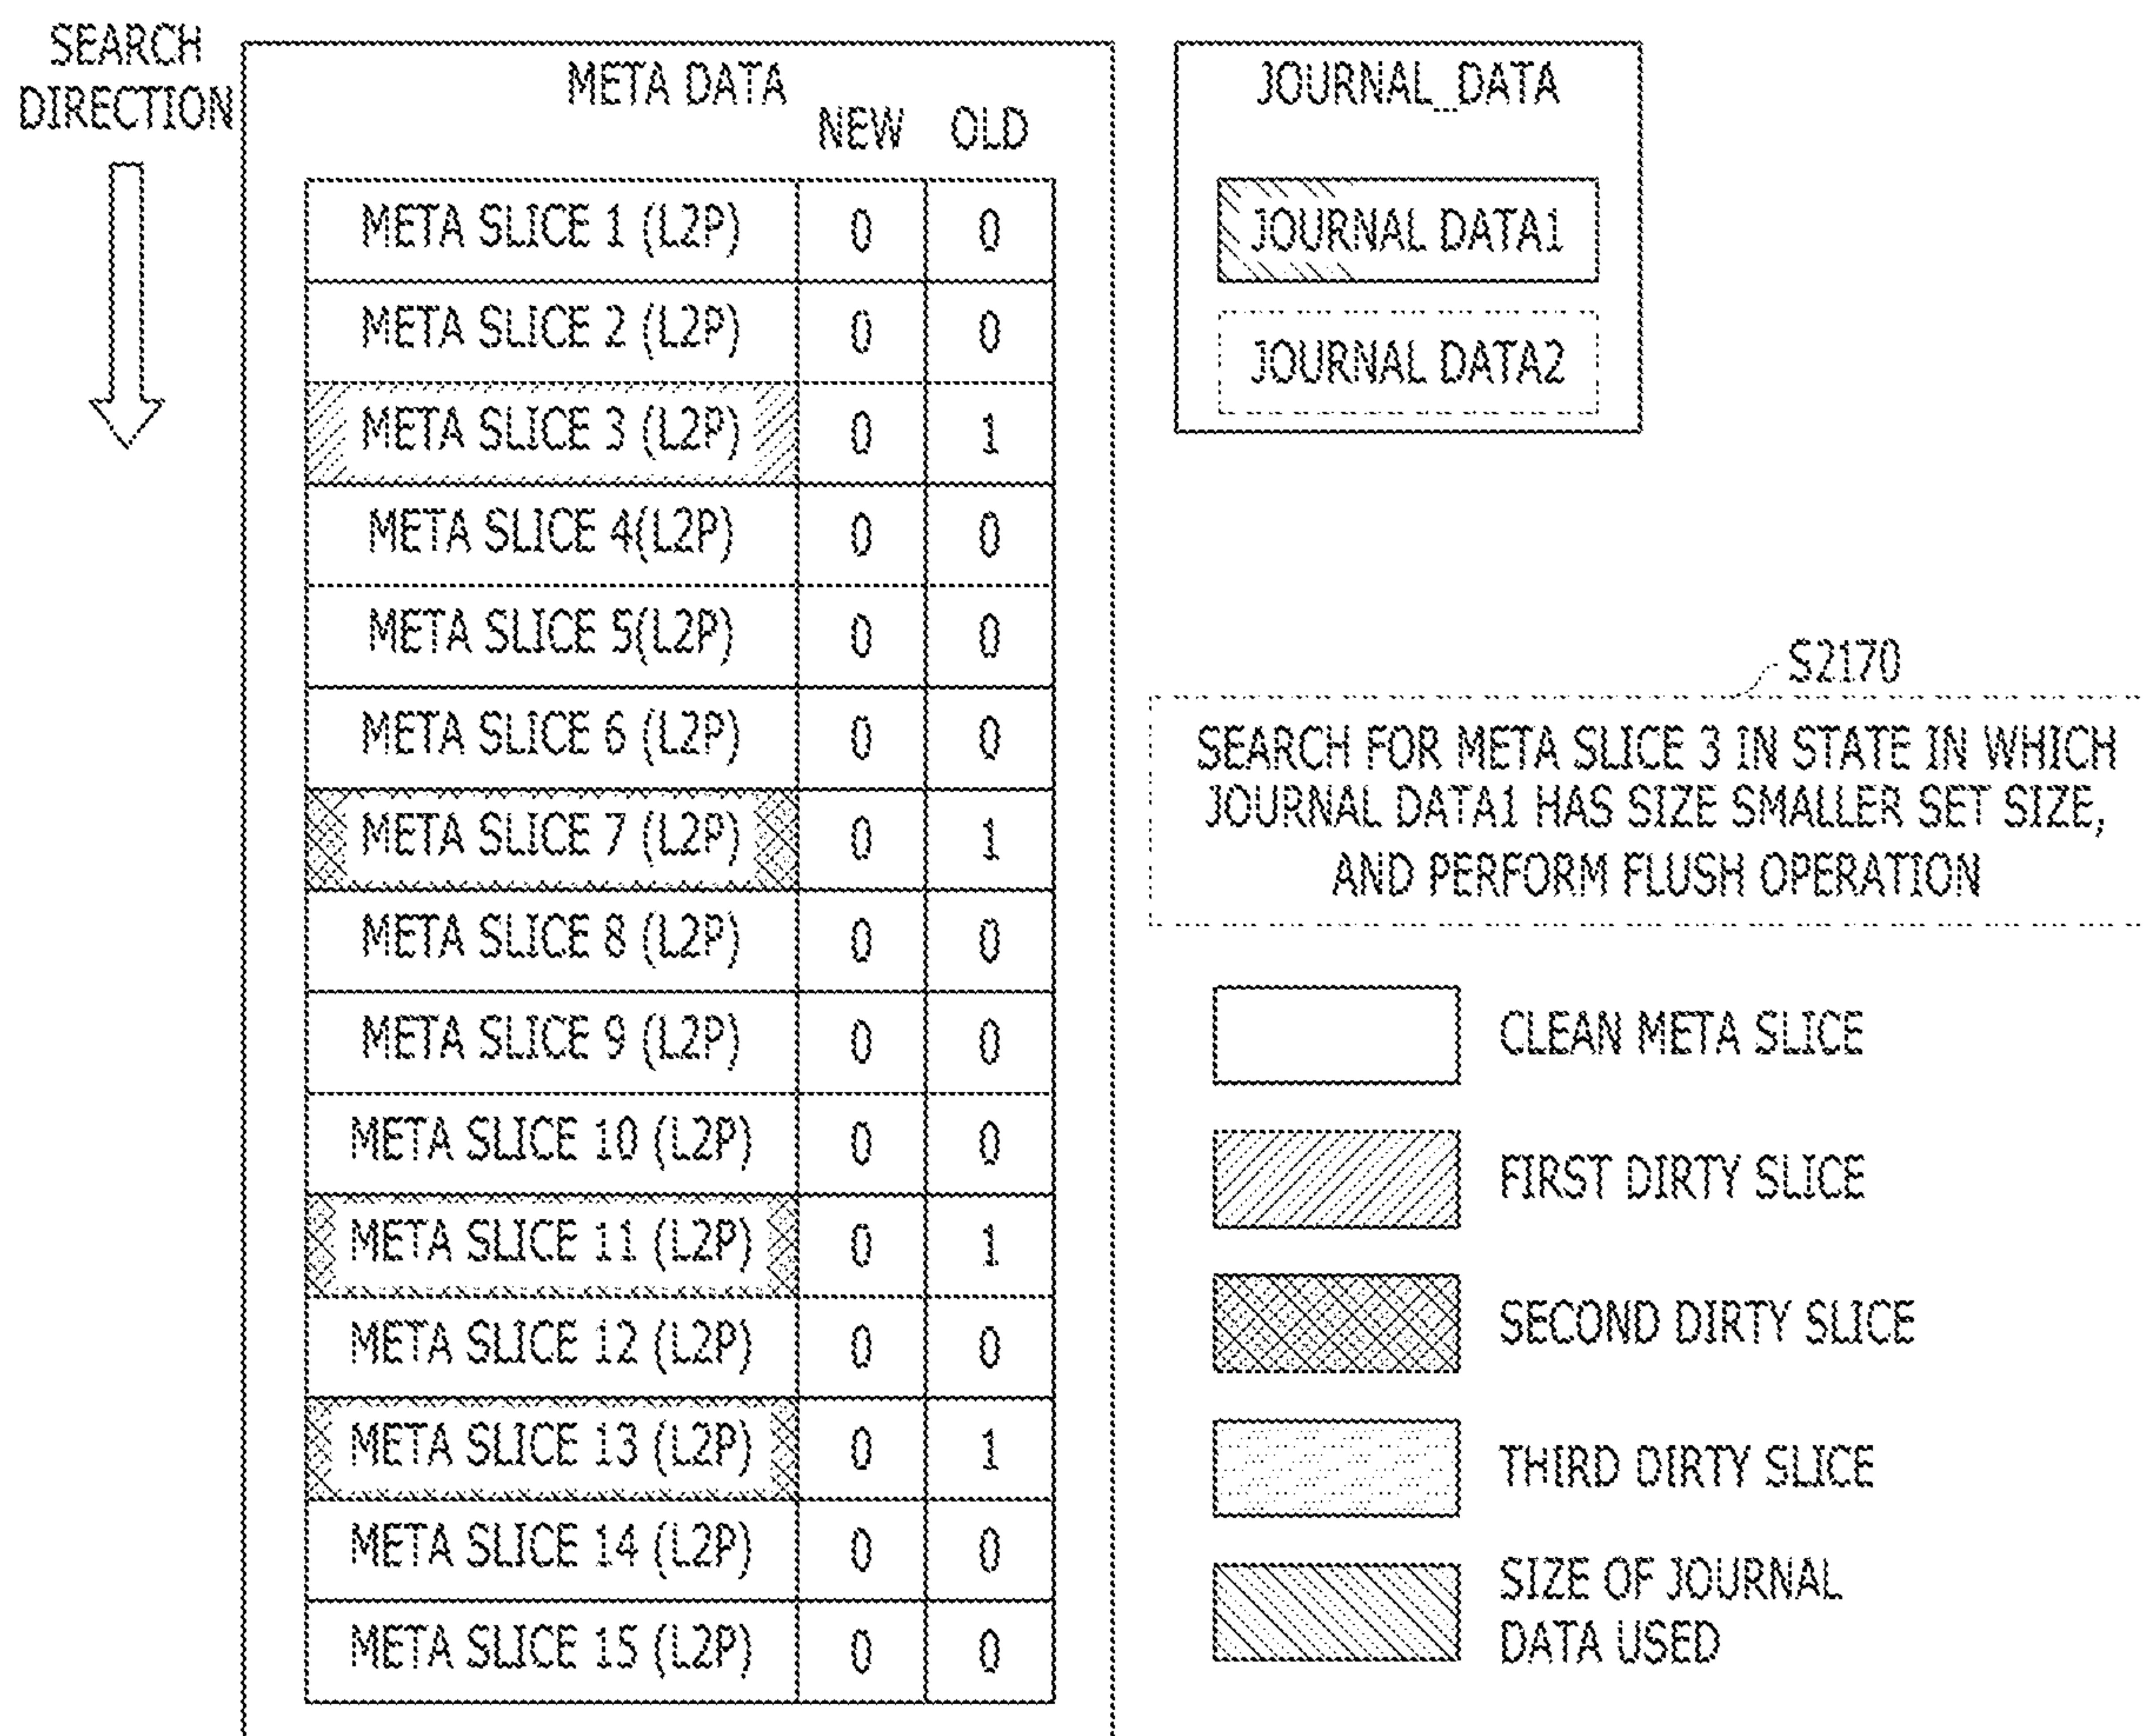 SEARCH
DIRECTION
META DATA
NEW OLD
META SLICE 1 (L2P) 0 0
META SLICE 2 (L2P) 0 0
META SLICE 3 (L2P) 0 1
META SLICE 4(L2P) 0 0
META SLICE 5(L2P) 0 0
META SLICE 6 (L2P) 0 0
META SLICE 7 (L2P) 0 1
META SLICE 8 (L2P) 0 0
META SLICE 9 (L2P) 0 0
META SLICE 10 (L2P) 0 0
META SLICE 11 (L2P) 0 1
META SLICE 12 (L2P) 0 0
META SLICE 13 (L2P) 0 1
META SLICE 14 (L2P) 0 0
META SLICE 15 (L2P) 0 0
JOURNAL_DATA
JOURNAL DATA1
JOURNAL DATA2
S2170
SEARCH FOR META SLICE 3 IN STATE IN WHICH
JOURNAL DATA1 HAS SIZE SMALLER SET SIZE,
AND PERFORM FLUSH OPERATION
CLEAN META SLICE
FIRST DIRTY SLICE
SECOND DIRTY SLICE
THIRD DIRTY SLICE
SIZE OF JOURNAL
DATA USED